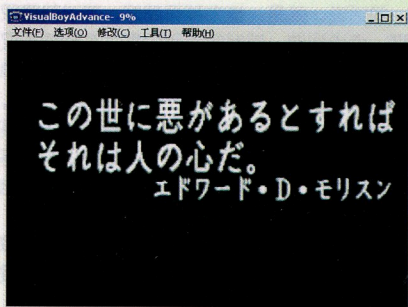 VisualBoyAdvance- 9%
文件(F) 选项(O) 修改(C) 工具(T) 帮助(H)
この世に悪があるとすれば
それは人の心だ。
エドワード・D・モリスン